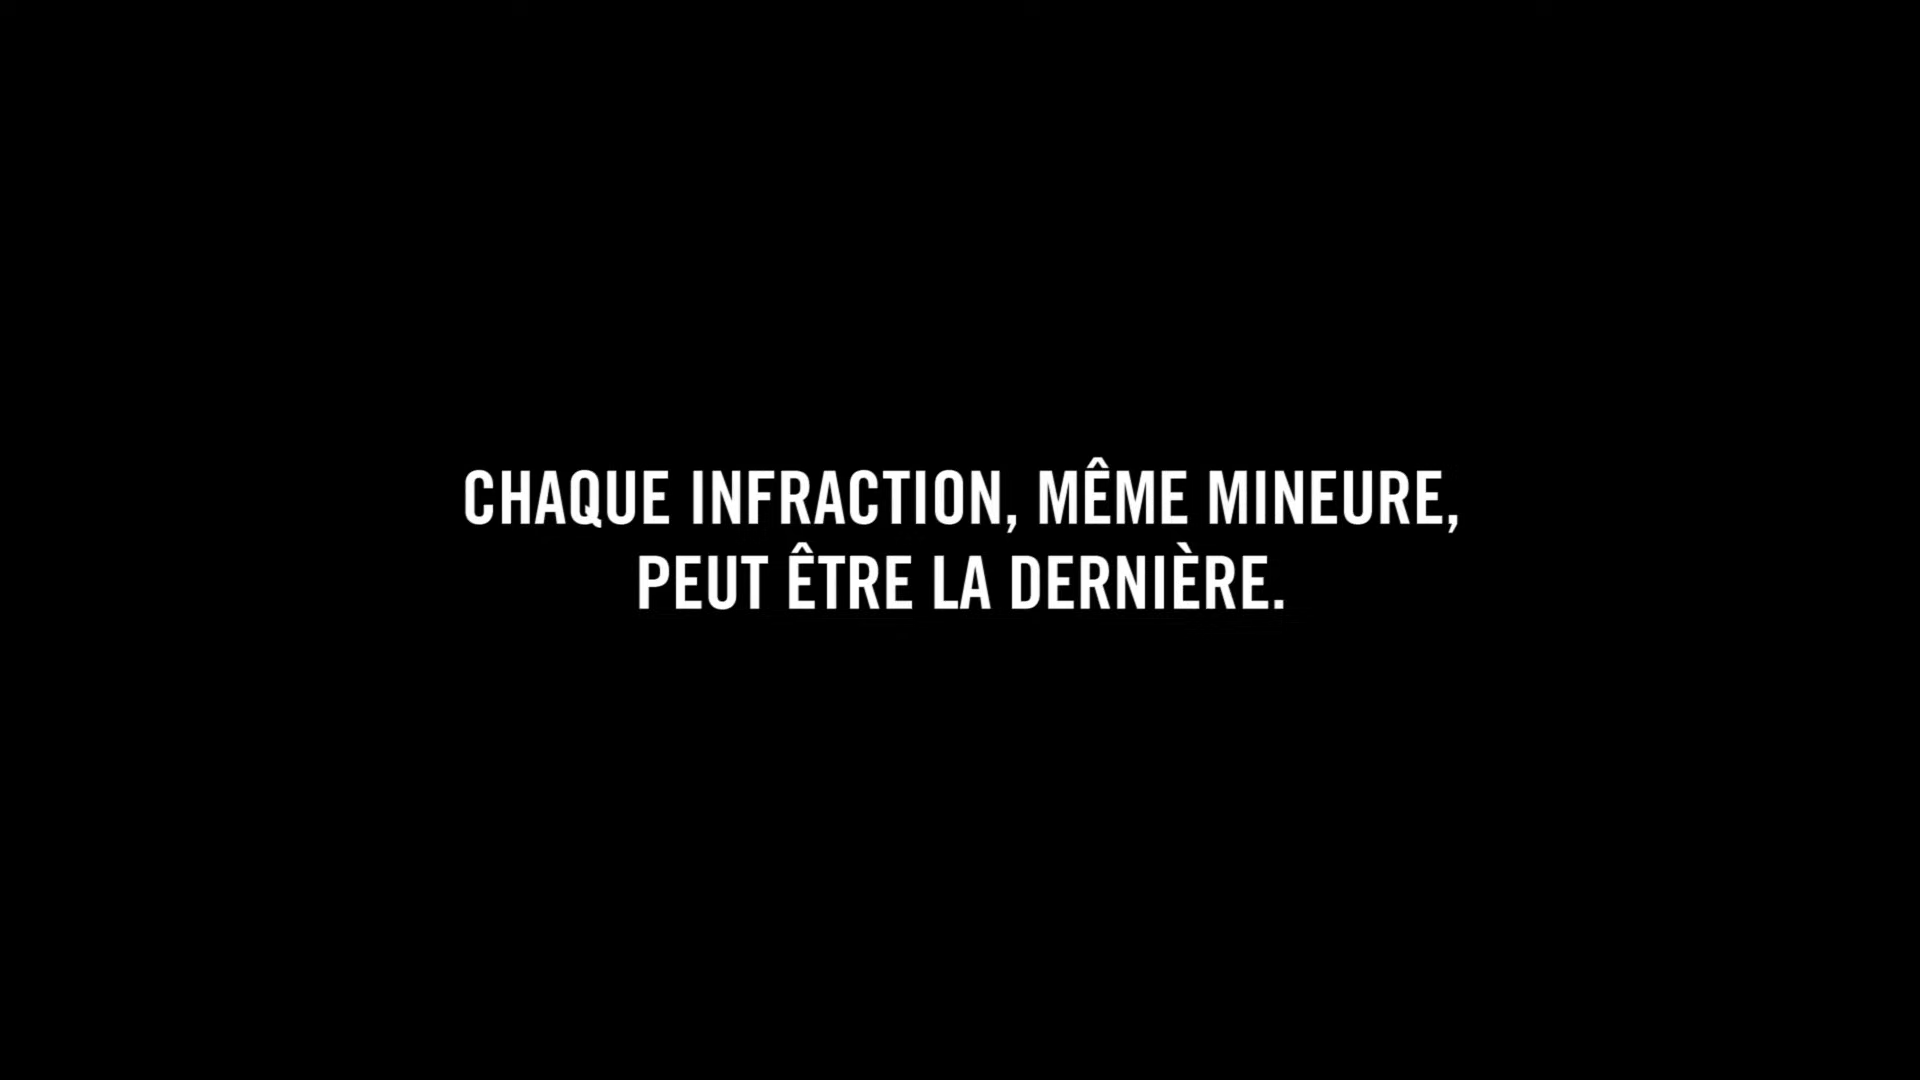 CHAQUE INFRACTION, MÊME MINEURE,
PEUT ÊTRE LA DERNIÈRE.